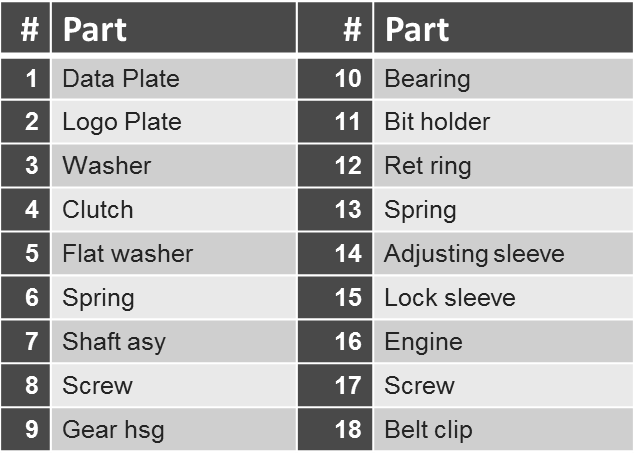 # Part # Part
1 Data Plate 10 Bearing
2 Logo Plate 11 Bit holder
3 Washer 12 Ret ring
4 Clutch 13 Spring
5 Flat washer 14 Adjusting sleeve
6 Spring 15 Lock sleeve
7 Shaft asy 16 Engine
8 Screw 17 Screw
9 Gear hsg 18 Belt clip